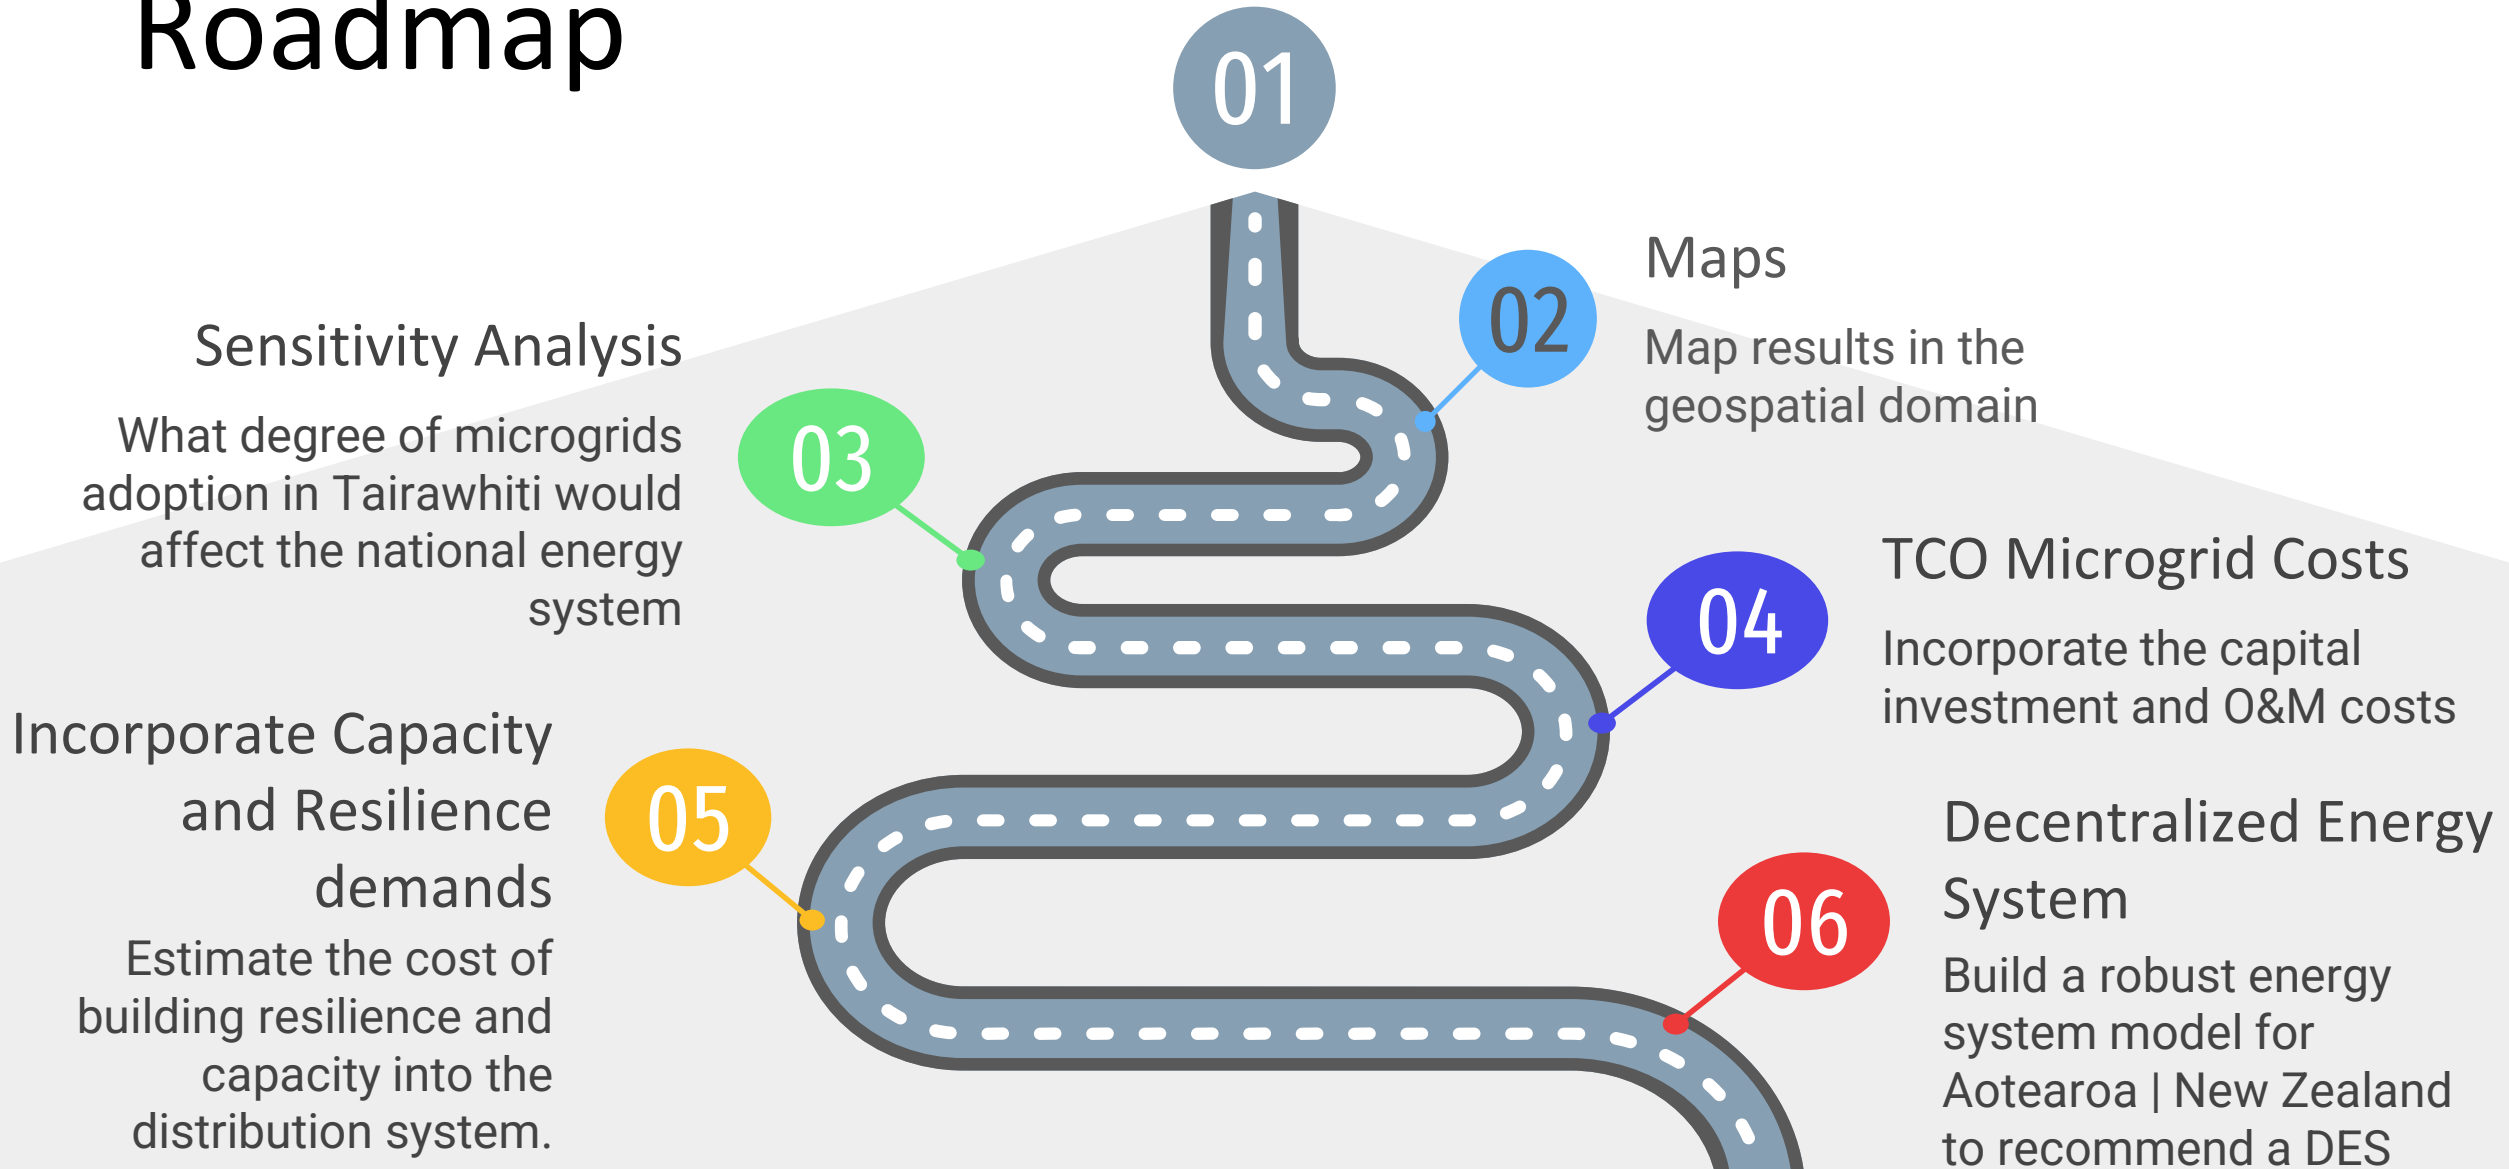 Roadmap
01
02
Maps
Map results in the
geospatial domain
Sensitivity Analysis
What degree of microgrids
adoption in Tairawhiti would
affect the national energy
system
03
04
TCO Microgrid Costs
Incorporate the capital
investment and O&M costs
Incorporate Capacity
and Resilience
demands
Estimate the cost of
building resilience and
capacity into the
distribution system.
05
06
Decentralized Energy
System
Build a robust energy
system model for
Aotearoa | New Zealand
to recommend a DES